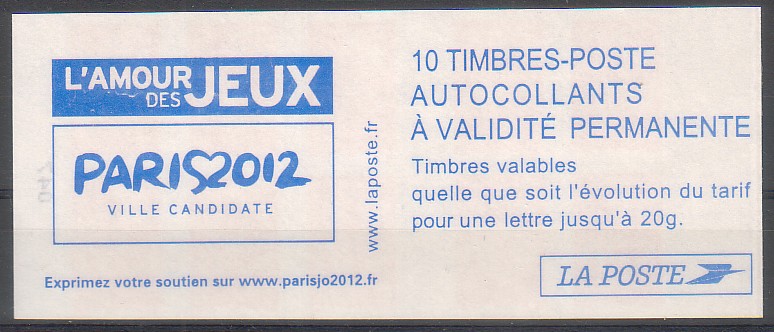 L'AMOUR
DES JEUX
PARIS2012
VILLE CANDIDATE
Exprimez votre soutien sur www.parisjo2012.fr
www.laposte.fr
10 TIMBRES-POSTE
AUTOCOLLANTS
À VALIDITÉ PERMANENTE
Timbres valables
quelle que soit l'évolution du tarif
pour une lettre jusqu'à 20g.
LA POSTE